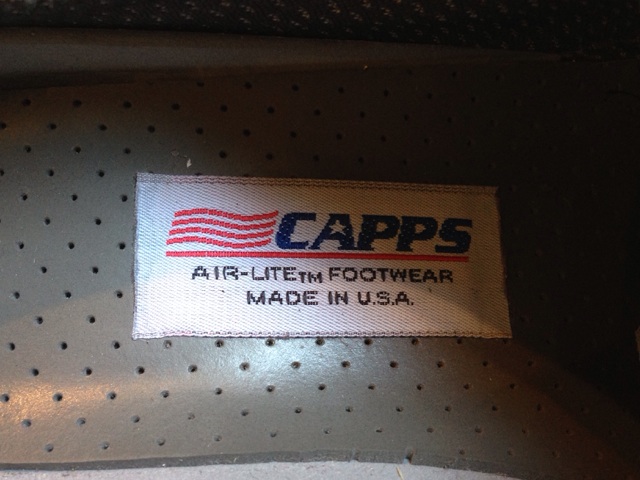 CAPPS
AIR-LITE™ FOOTWEAR
MADE IN U.S.A.